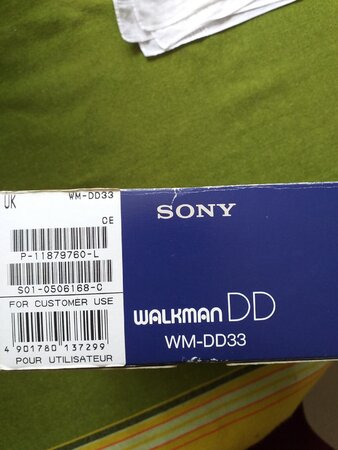 UK WM-DD33
CE
P-11879760-L
S01-0506168-C
FOR CUSTOMER USE
4 901780 137299
POUR UTILISATEUR
SONY
WALKMAN DD
WM-DD33